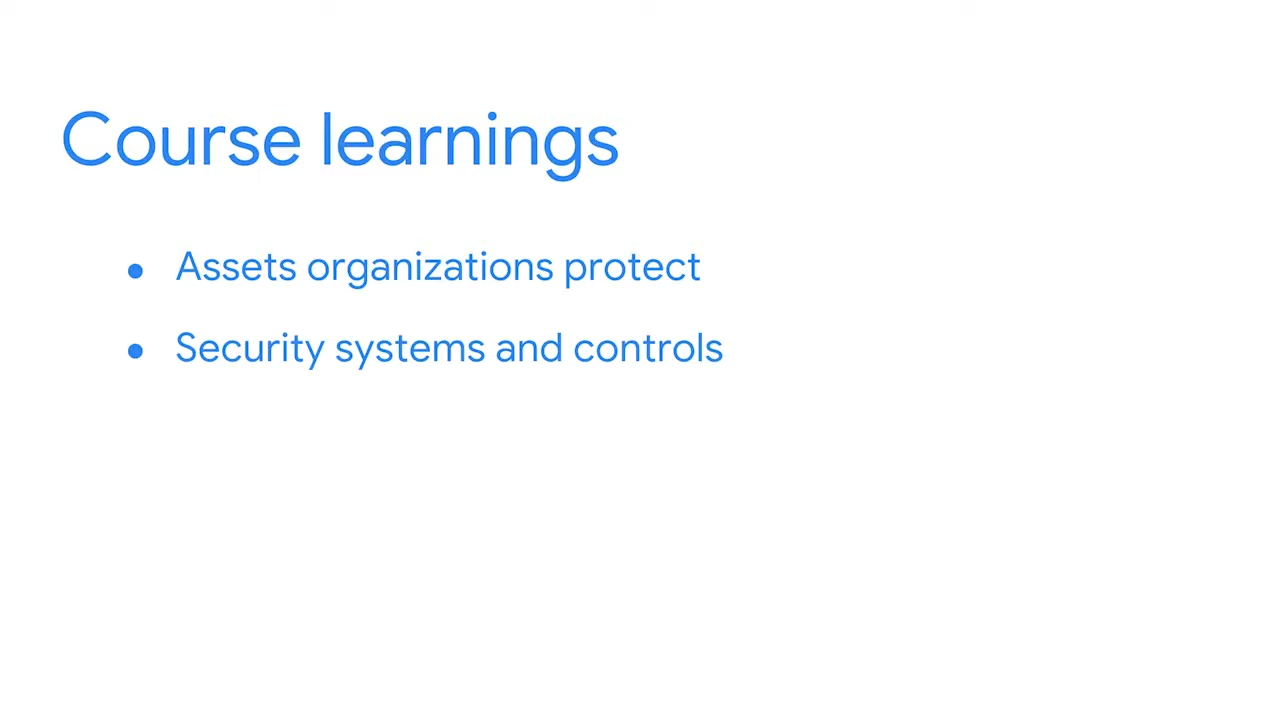 Course learnings
● Assets organizations protect
● Security systems and controls